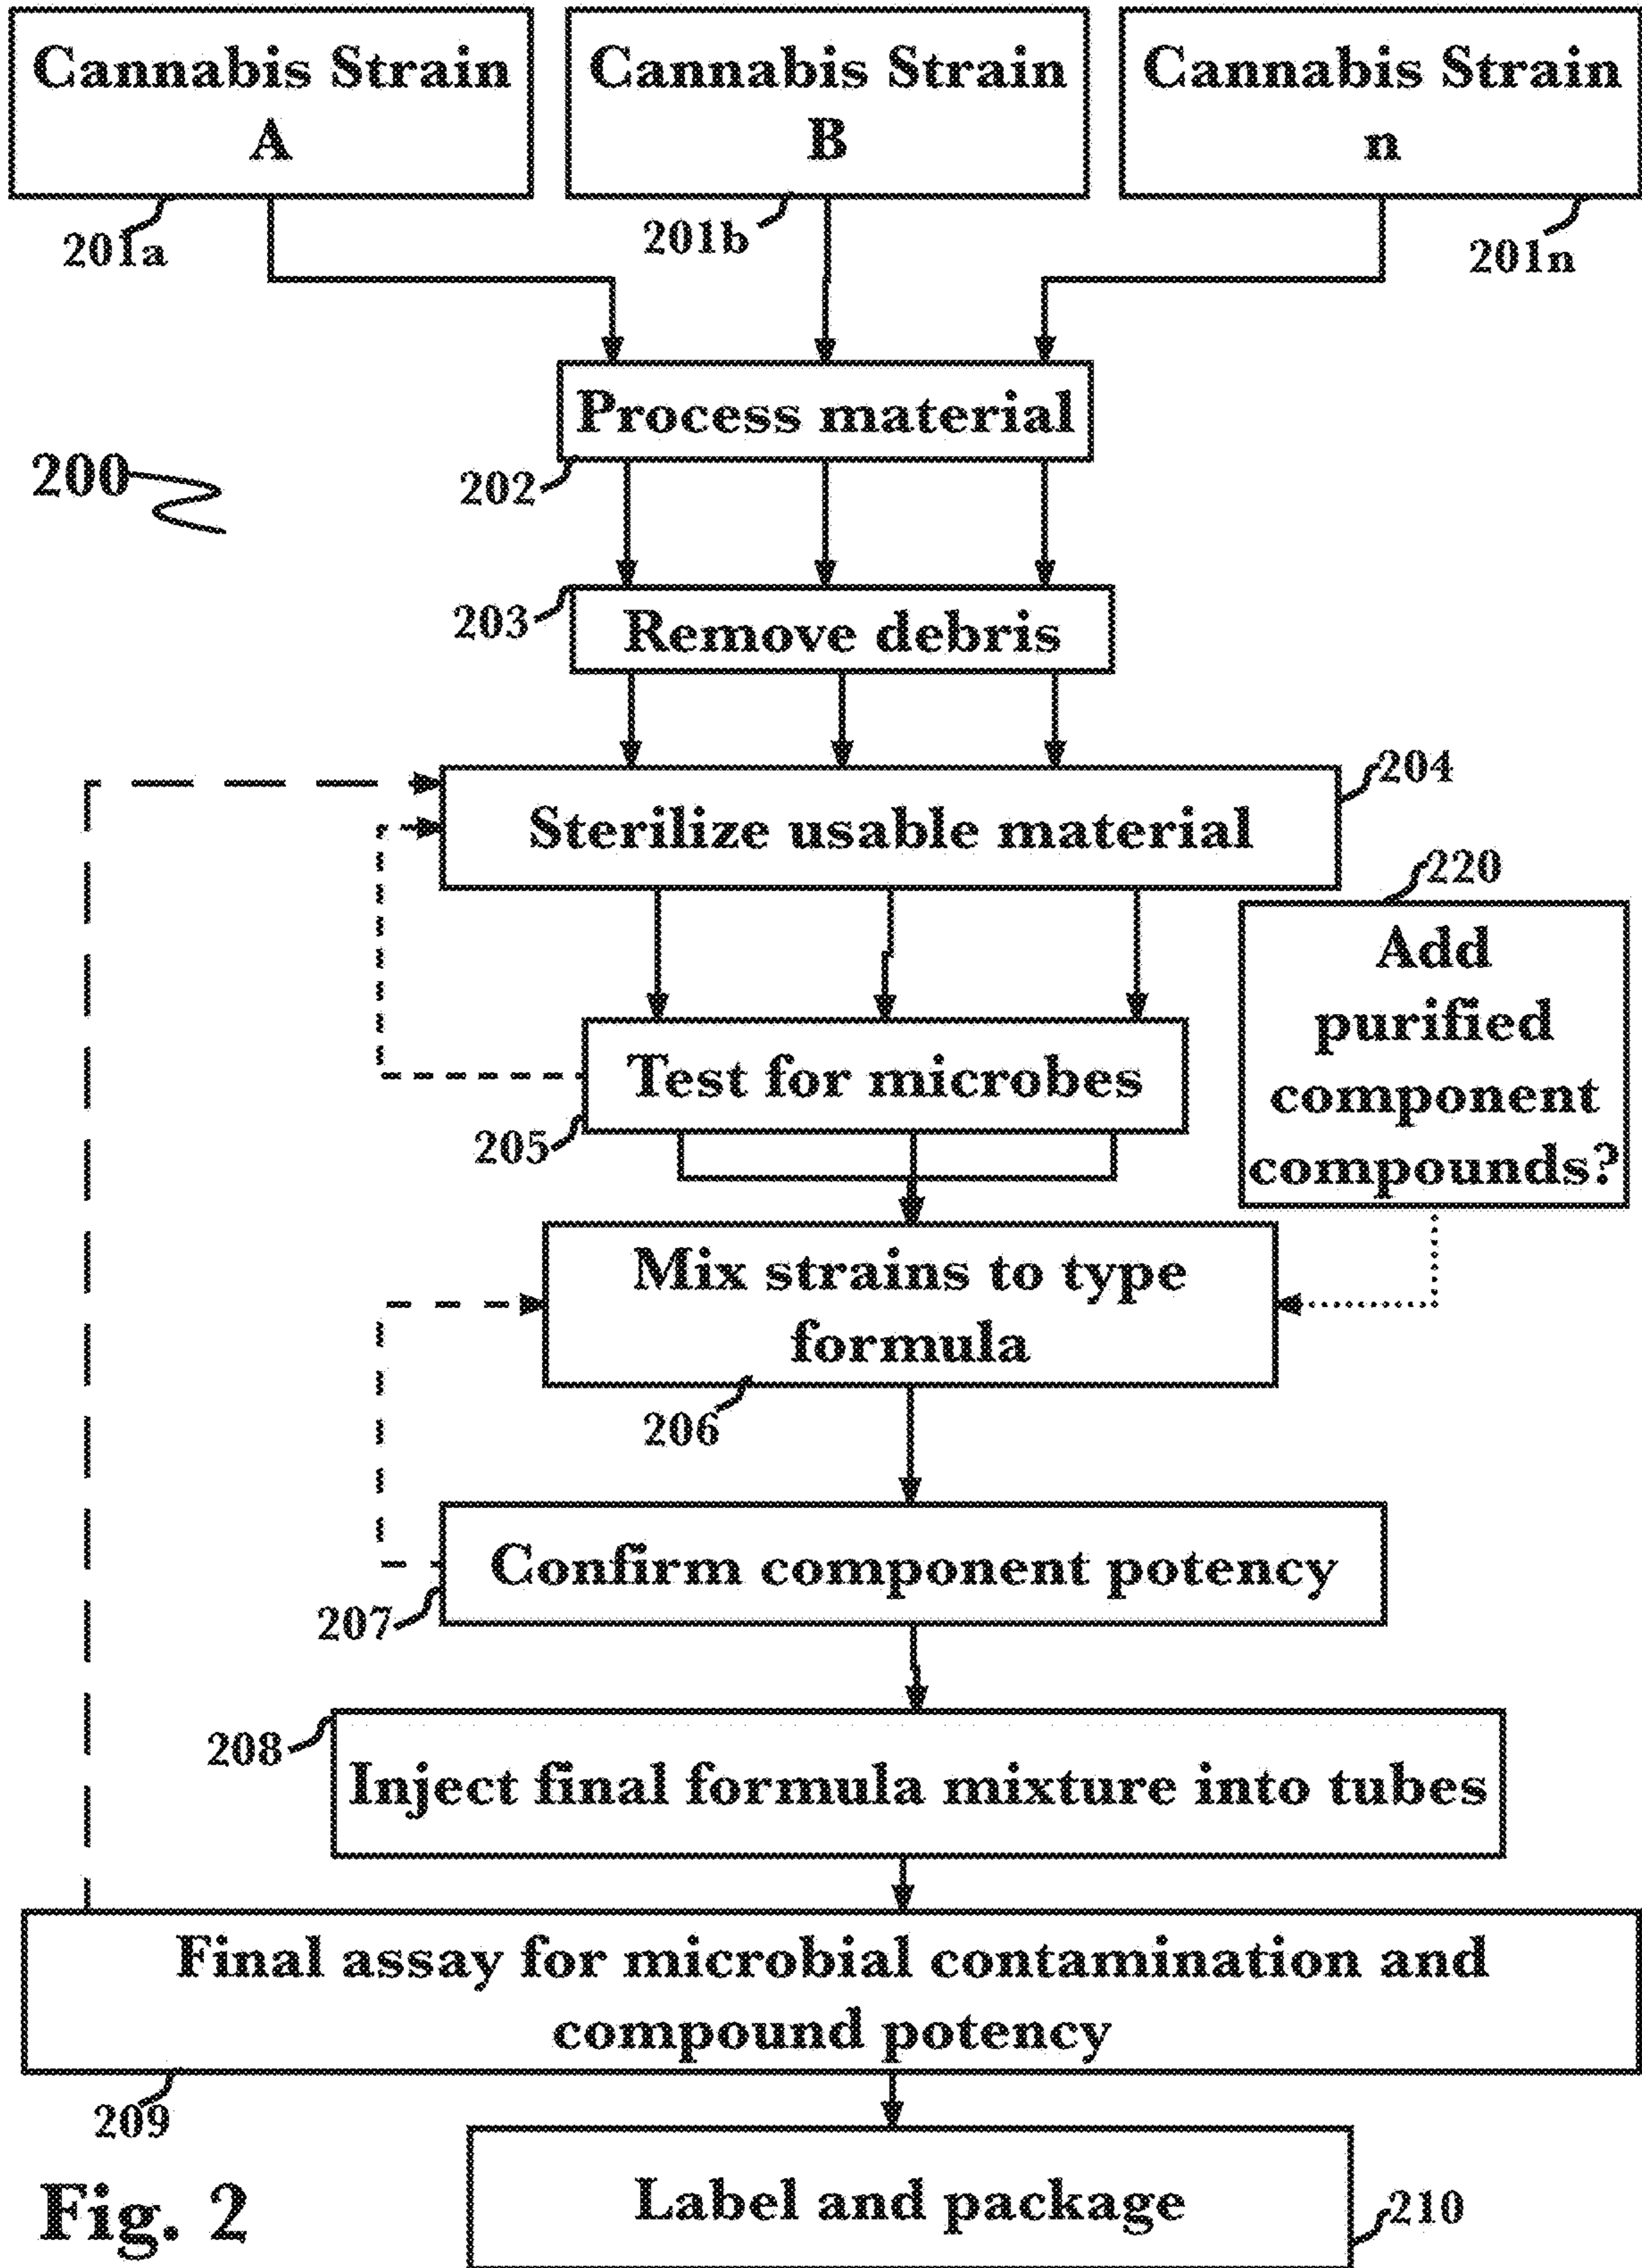 Cannabis Strain
A
Cannabis Strain
B
Cannabis Strain
n
201a
201b
201n
Process material
200
202
203
Remove debris
204
Sterilize usable material
220
Add
purified
component
compounds?
Test for microbes
205
Mix strains to type
formula
206
Confirm component potency
207
208
Inject final formula mixture into tubes
Final assay for microbial contamination and
compound potency
209
Label and package
210
Fig. 2